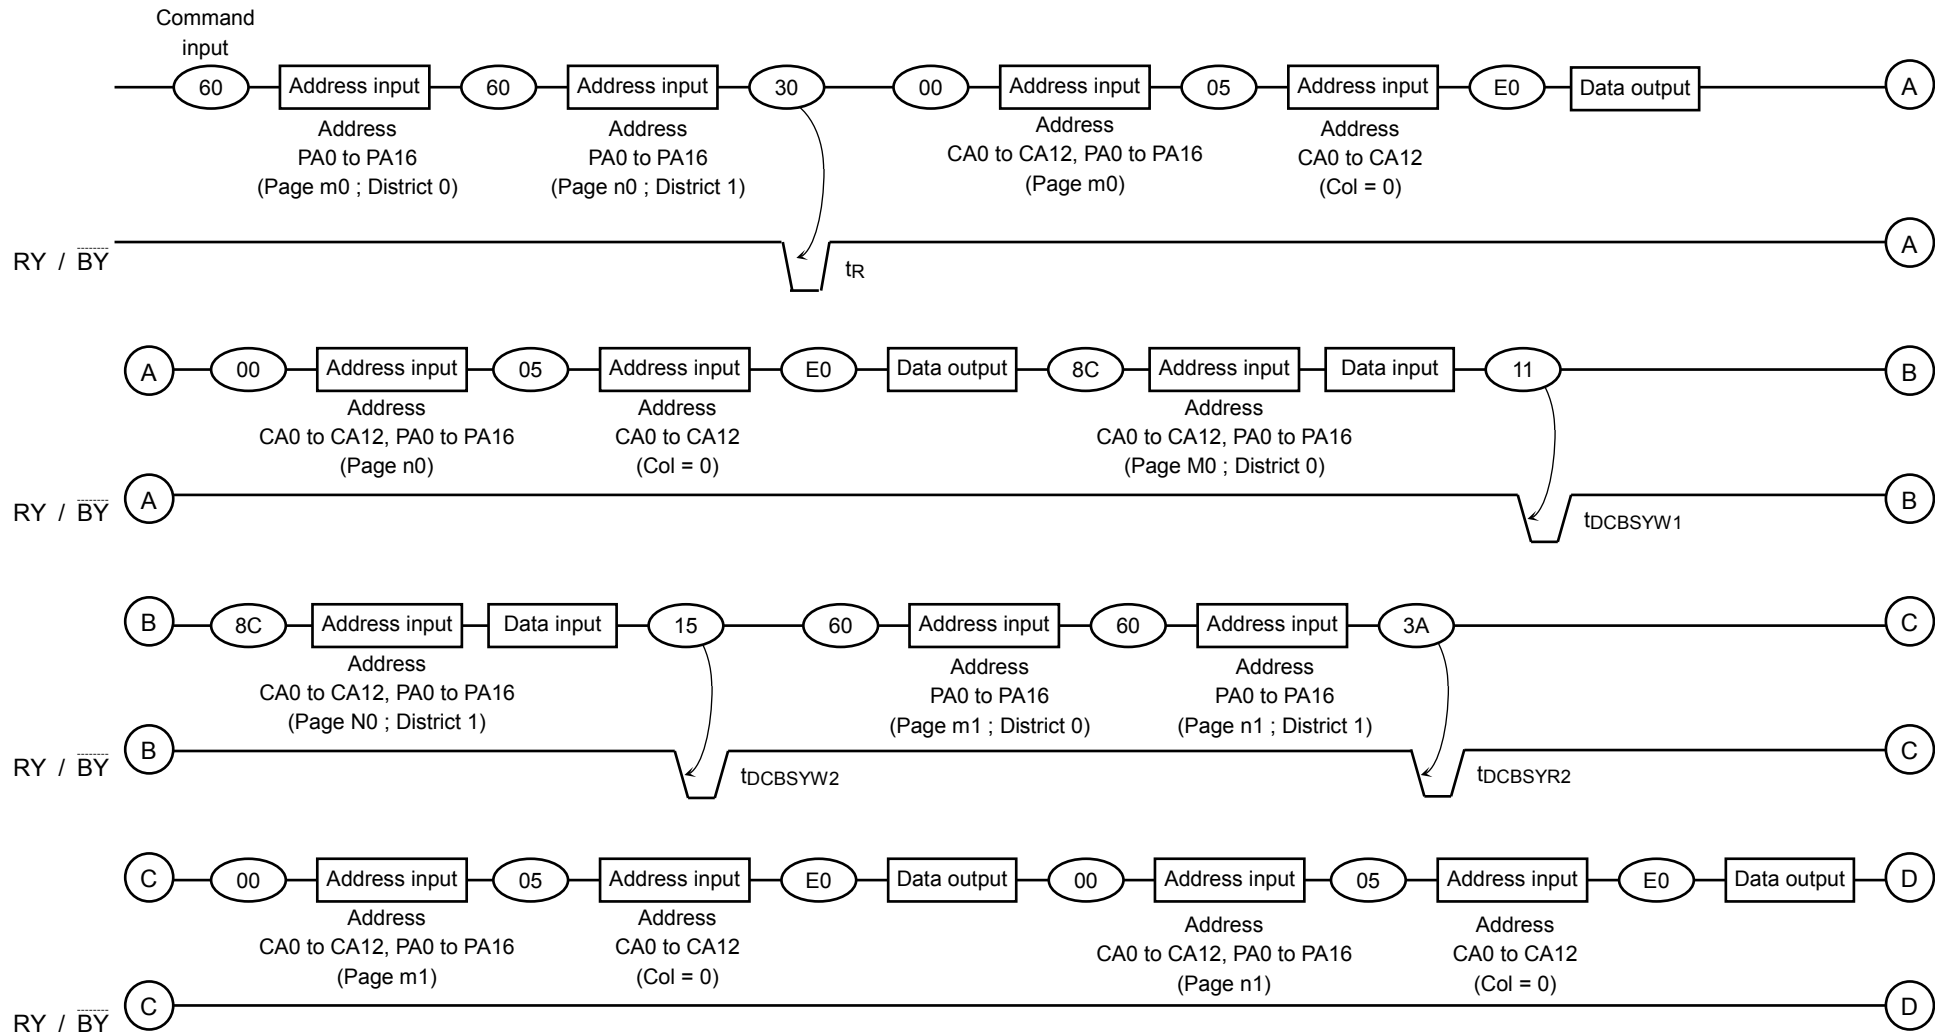 Command
input
60 Address input 60 Address input 30 00 Address input 05 Address input E0 Data output A
Address
PA0 to PA16
(Page m0 ; District 0)
Address
PA0 to PA16
(Page n0 ; District 1)
Address
CA0 to CA12, PA0 to PA16
(Page m0)
Address
CA0 to CA12
(Col = 0)
RY / BY tR A
A 00 Address input 05 Address input E0 Data output 8C Address input Data input 11 B
Address
CA0 to CA12, PA0 to PA16
(Page n0)
Address
CA0 to CA12
(Col = 0)
Address
CA0 to CA12, PA0 to PA16
(Page M0 ; District 0)
RY / BY A tDCBSYW1 B
B 8C Address input Data input 15 60 Address input 60 Address input 3A C
Address
CA0 to CA12, PA0 to PA16
(Page N0 ; District 1)
Address
PA0 to PA16
(Page m1 ; District 0)
Address
PA0 to PA16
(Page n1 ; District 1)
RY / BY B tDCBSYW2 tDCBSYR2 C
C 00 Address input 05 Address input E0 Data output 00 Address input 05 Address input E0 Data output D
Address
CA0 to CA12, PA0 to PA16
(Page m1)
Address
CA0 to CA12
(Col = 0)
Address
CA0 to CA12, PA0 to PA16
(Page n1)
Address
CA0 to CA12
(Col = 0)
RY / BY C D